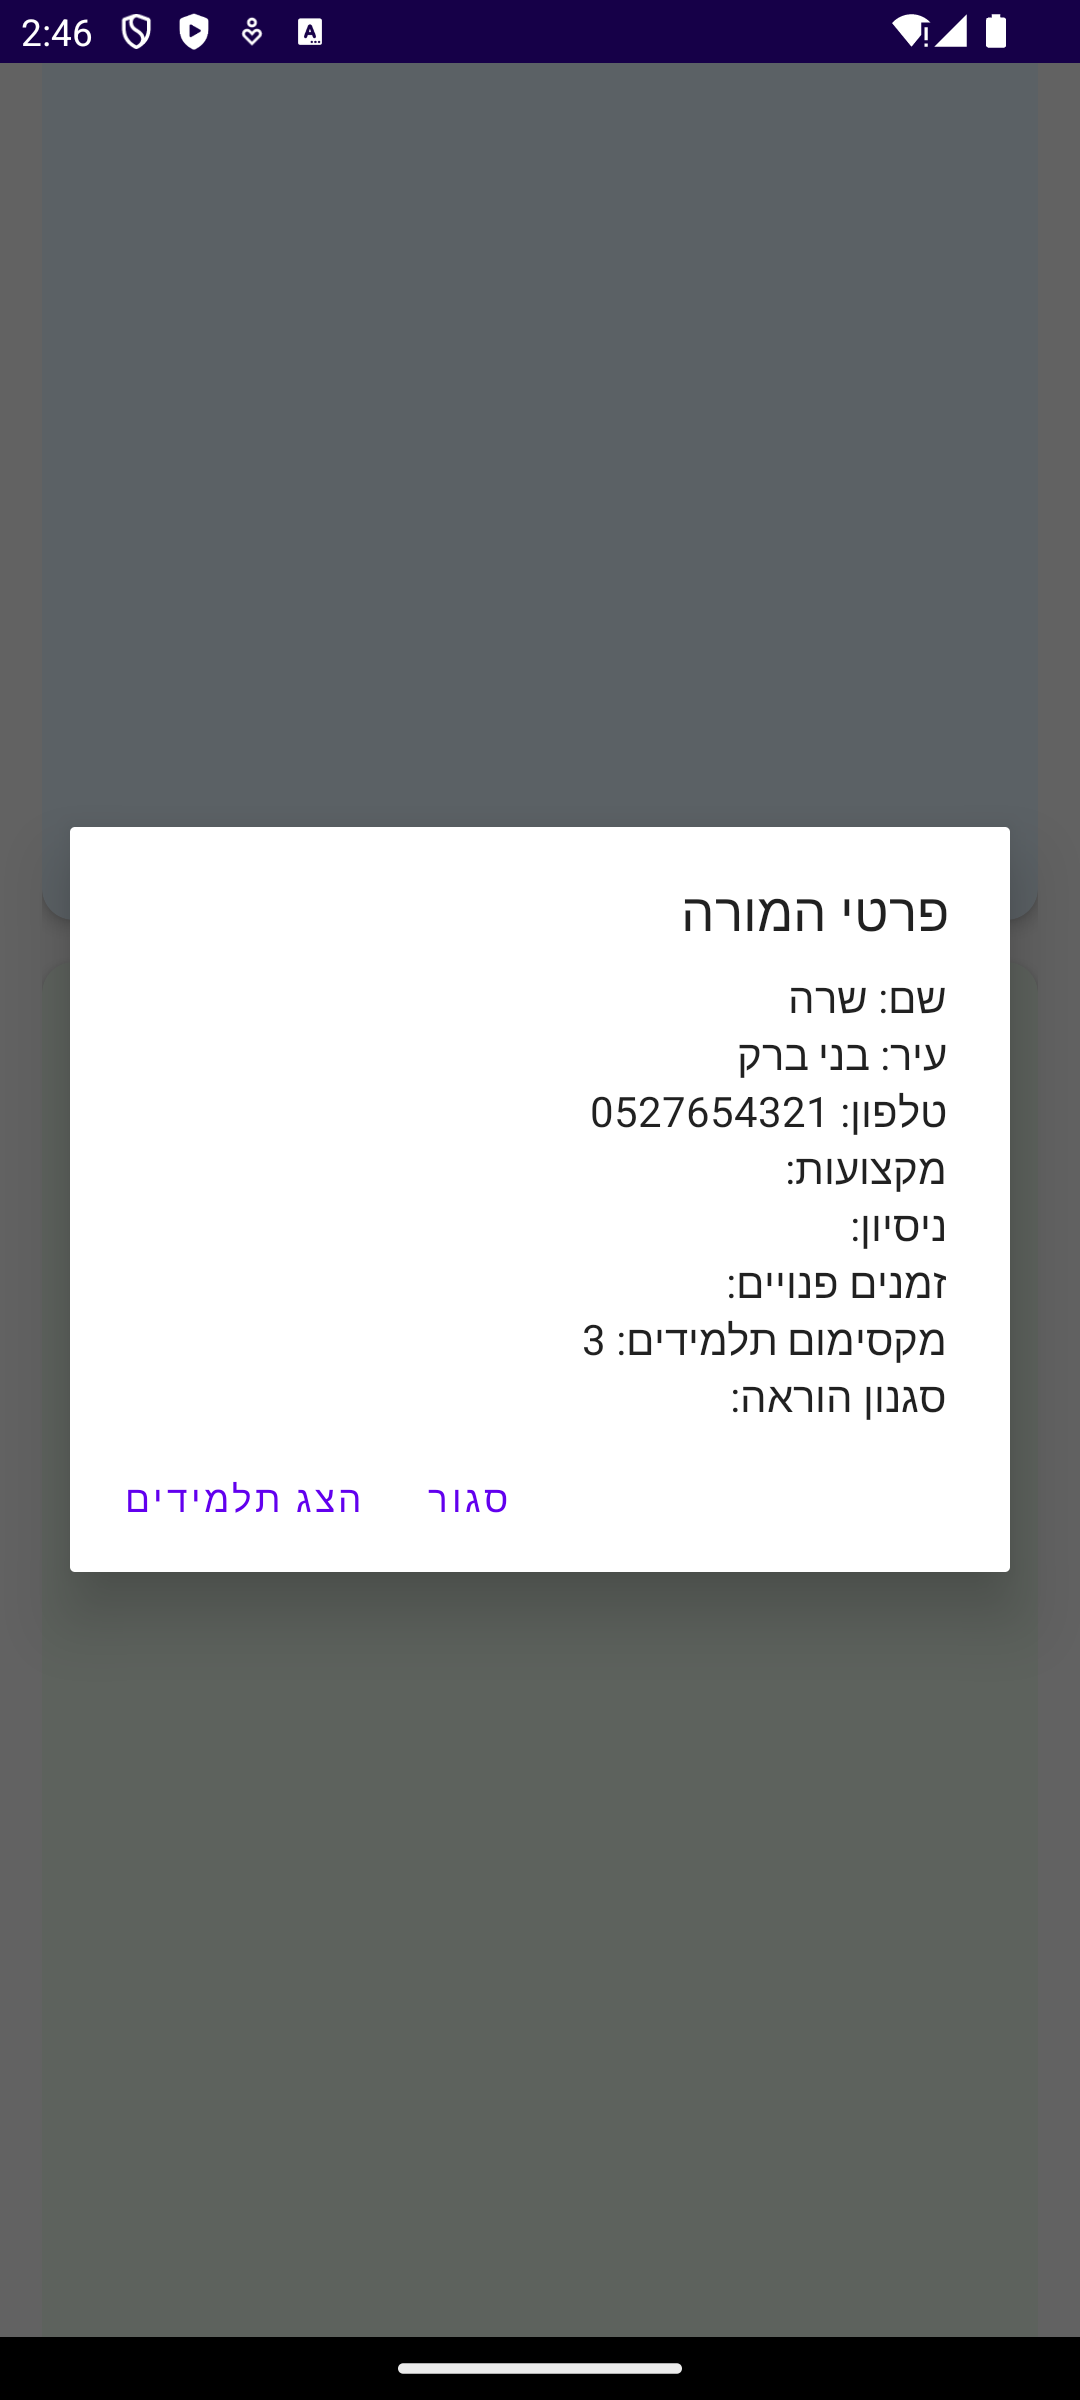 2:46
פרטי המורה
שם: שרה
עיר: בני ברק
טלפון: 0527654321
מקצועות:
ניסיון:
זמנים פנויים:
מקסימום תלמידים: 3
סגנון הוראה:
סגור
הצג תלמידים